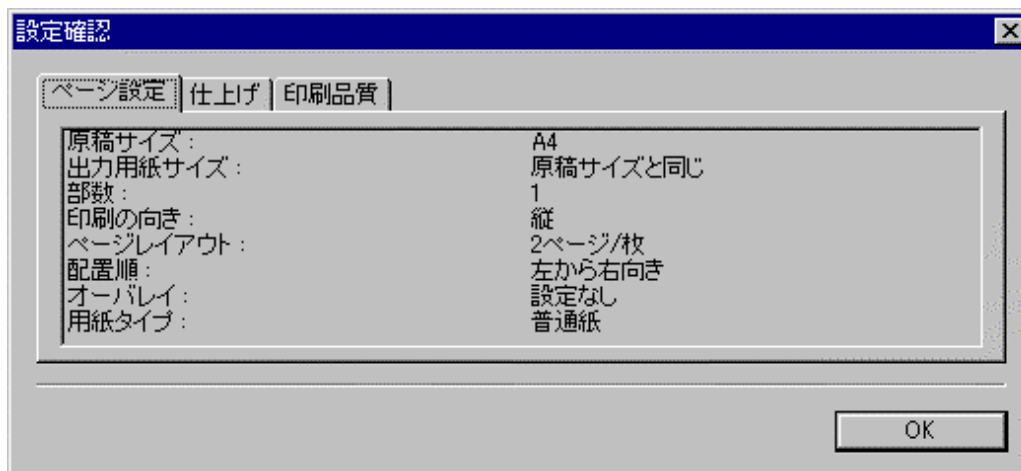 設定確認
ページ設定 仕上げ 印刷品質
原稿サイズ： A4
出力用紙サイズ： 原稿サイズと同じ
部数： 1
印刷の向き： 縦
ページレイアウト： 2ページ/枚
配置順： 左から右向き
オーバレイ： 設定なし
用紙タイプ： 普通紙
OK